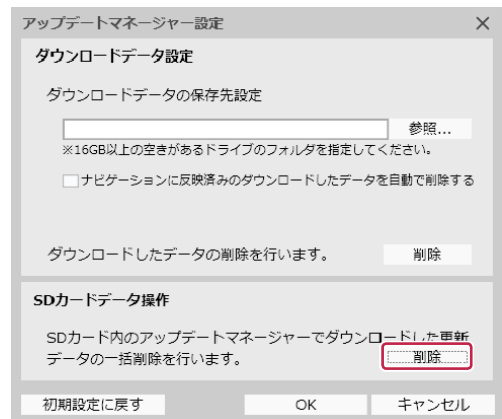 アップデートマネージャー設定
ダウンロードデータ設定
ダウンロードデータの保存先設定
参照...
※16GB以上の空きがあるドライブのフォルダを指定してください。
ナビゲーションに反映済みのダウンロードしたデータを自動で削除する
ダウンロードしたデータの削除を行います。 削除
SDカードデータ操作
SDカード内のアップデートマネージャーでダウンロードした更新
データの一括削除を行います。 削除
初期設定に戻す OK キャンセル